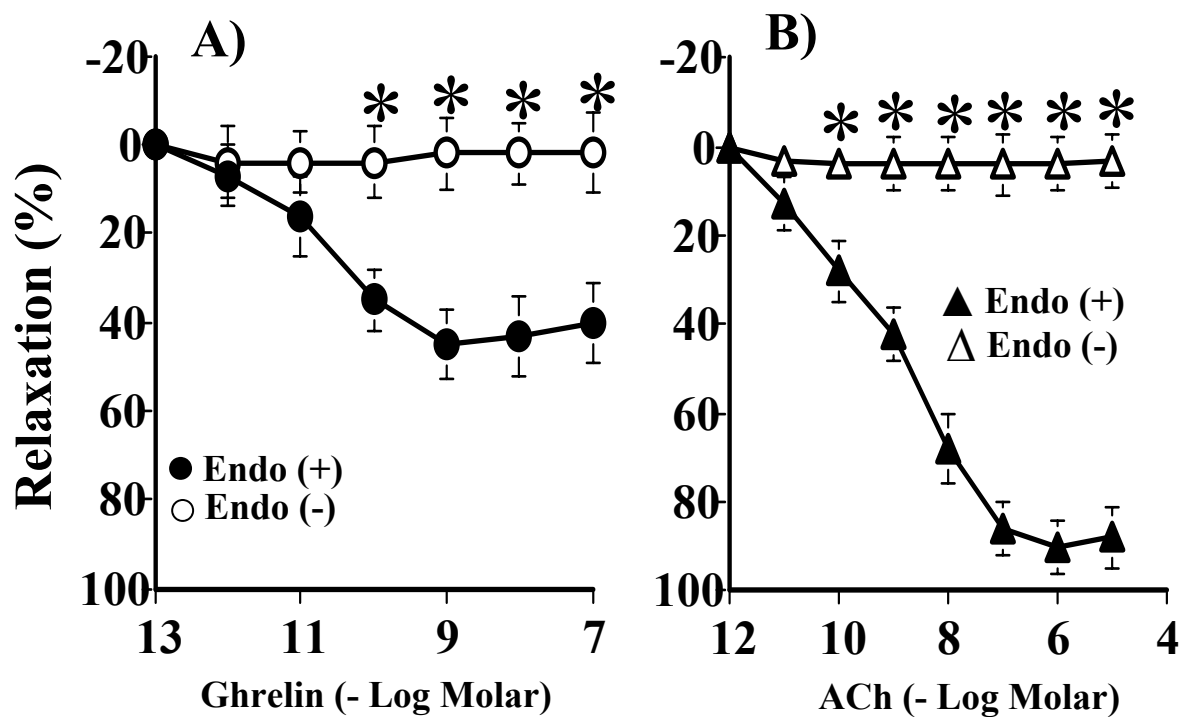 A)
B)
-20
0
20
40
60
80
100
Relaxation (%)
Endo (+)
Endo (-)
13
11
9
7
Ghrelin (- Log Molar)
* * * *
-20
0
20
40
60
80
100
* * * * * *
Endo (+)
Endo (-)
12
10
8
6
4
ACh (- Log Molar)